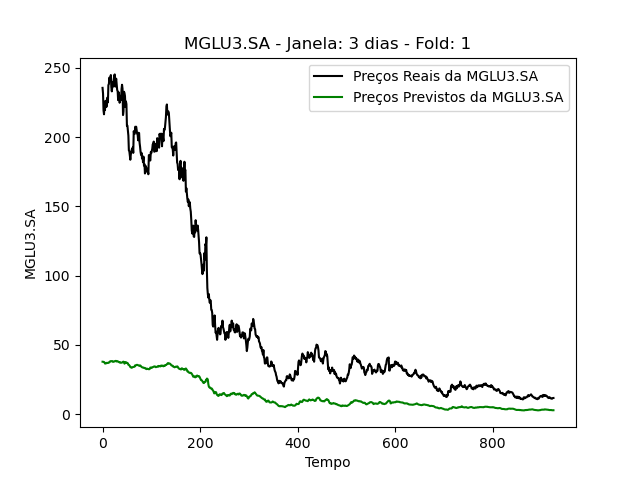 MGLU3.SA - Janela: 3 dias - Fold: 1
Preços Reais da MGLU3.SA
Preços Previstos da MGLU3.SA
250
200
150
100
50
0
MGLU3.SA
0 200 400 600 800
Tempo